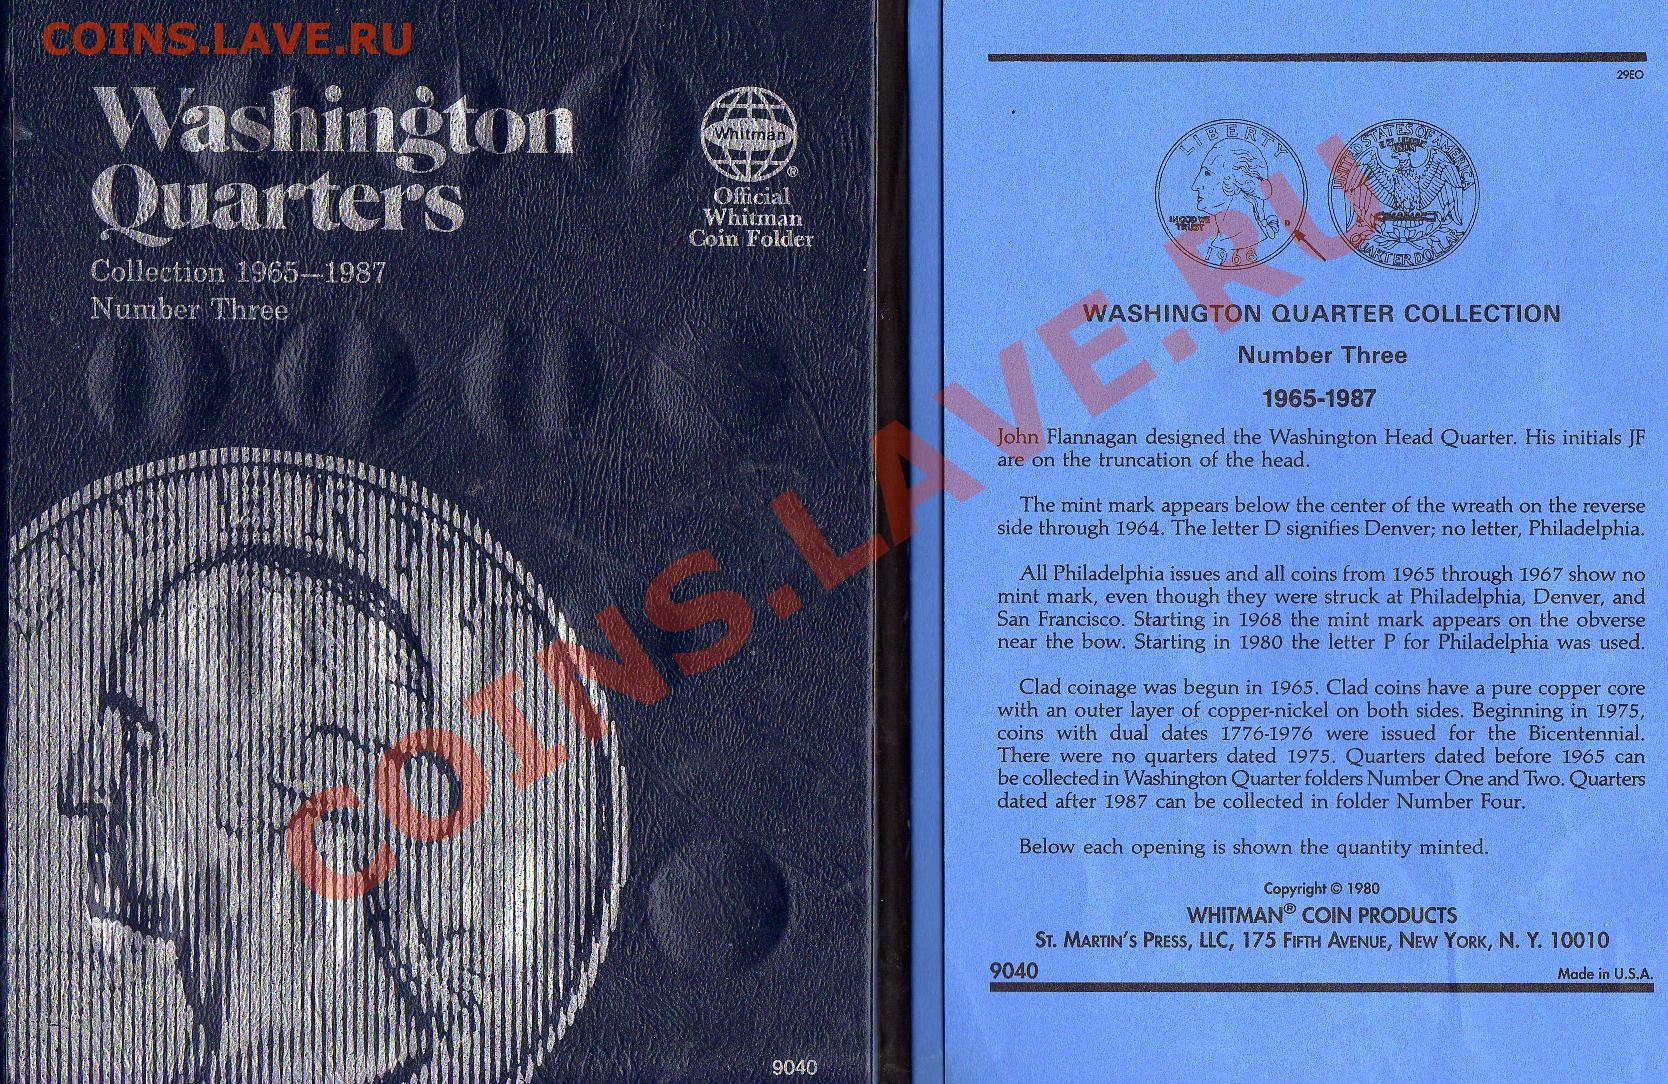 COINS.LAVE.RU
Washington
Quarters
Collection 1965—1987
Number Three
Whitman
®
Official
Whitman
Coin Folder
9040
29EO
LIBERTY
IN GOD WE
TRUST
D
1968
UNITED STATES OF AMERICA
QUARTER DOLLAR
WASHINGTON QUARTER COLLECTION
Number Three
1965-1987
John Flannagan designed the Washington Head Quarter. His initials JF
are on the truncation of the head.
The mint mark appears below the center of the wreath on the reverse
side through 1964. The letter D signifies Denver; no letter, Philadelphia.
All Philadelphia issues and all coins from 1965 through 1967 show no
mint mark, even though they were struck at Philadelphia, Denver, and
San Francisco. Starting in 1968 the mint mark appears on the obverse
near the bow. Starting in 1980 the letter P for Philadelphia was used.
Clad coinage was begun in 1965. Clad coins have a pure copper core
with an outer layer of copper-nickel on both sides. Beginning in 1975,
coins with dual dates 1776-1976 were issued for the Bicentennial.
There were no quarters dated 1975. Quarters dated before 1965 can
be collected in Washington Quarter folders Number One and Two. Quarters
dated after 1987 can be collected in folder Number Four.
Below each opening is shown the quantity minted.
Copyright © 1980
WHITMAN® COIN PRODUCTS
ST. MARTIN'S PRESS, LLC, 175 FIFTH AVENUE, NEW YORK, N. Y. 10010
9040
Made in U.S.A.
COINS.LAVE.RU